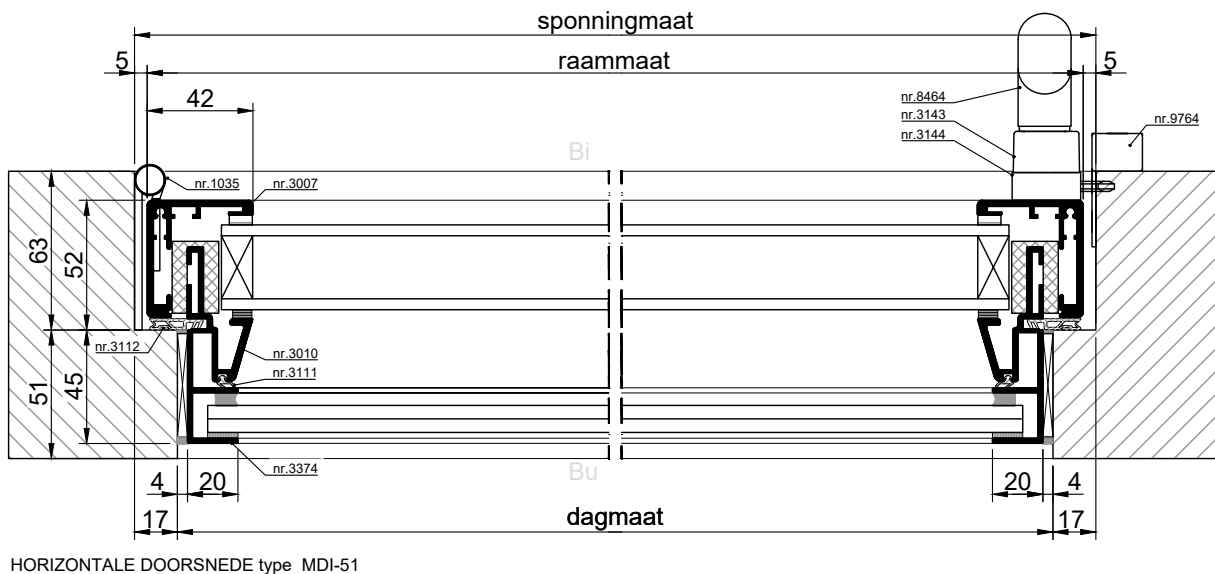 sponningmaat
5
raammaat
5
42
nr.8464
nr.3143
nr.3144
nr.9764
Bi
nr.1035
nr.3007
63
52
nr.3112
nr.3010
nr.3111
51
45
nr.3374
Bu
4
20
20
4
17
dagmaat
17
HORIZONTALE DOORSNEDE type MDI-51